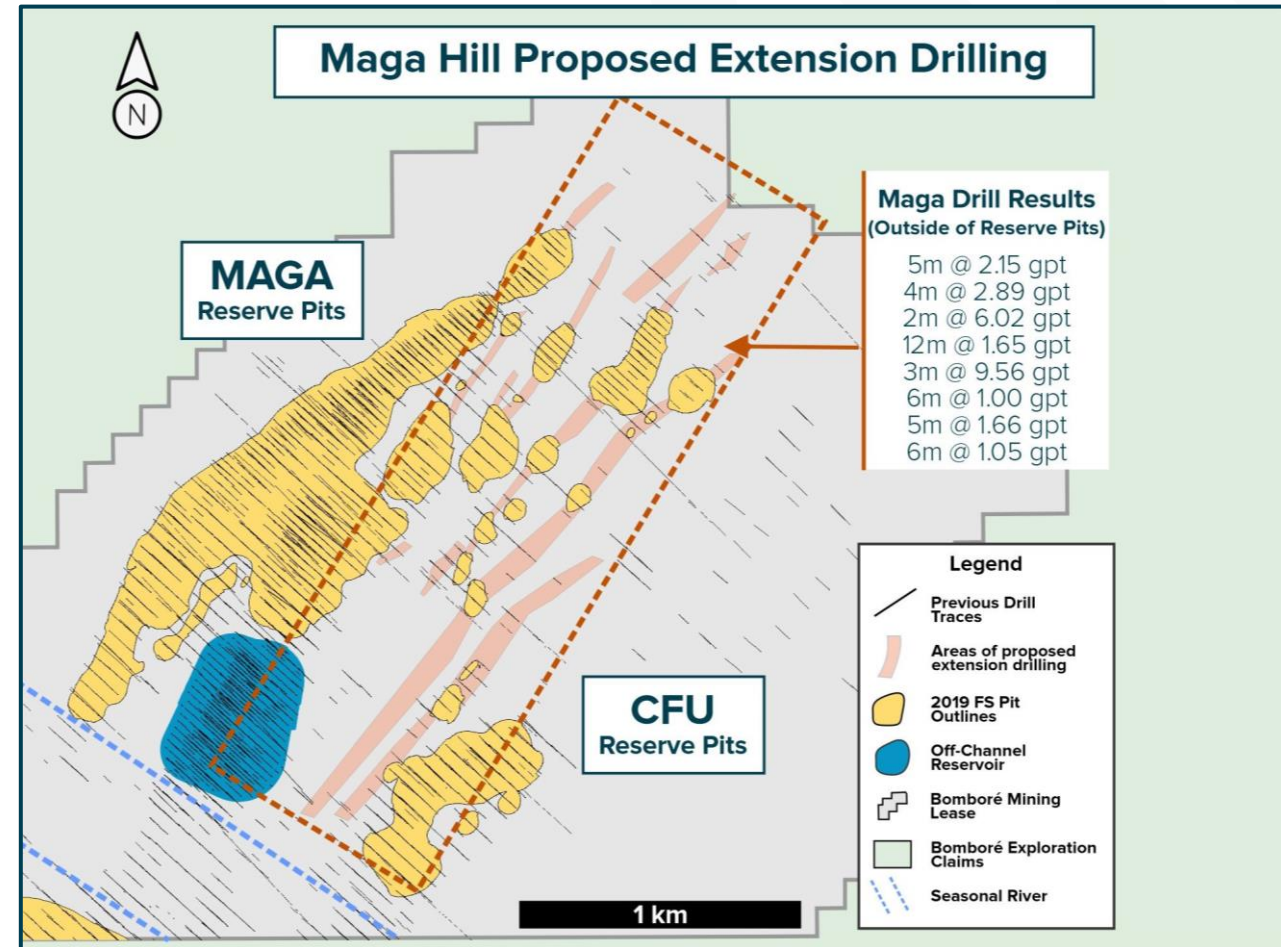 Maga Hill Proposed Extension Drilling
N
MAGA
Reserve Pits
Maga Drill Results
(Outside of Reserve Pits)
5m @ 2.15 gpt
4m @ 2.89 gpt
2m @ 6.02 gpt
12m @ 1.65 gpt
3m @ 9.56 gpt
6m @ 1.00 gpt
5m @ 1.66 gpt
6m @ 1.05 gpt
CFU
Reserve Pits
Legend
Previous Drill
Traces
Areas of proposed
extension drilling
2019 FS Pit
Outlines
Off-Channel
Reservoir
Bomboré Mining
Lease
Bomboré Exploration
Claims
Seasonal River
1 km